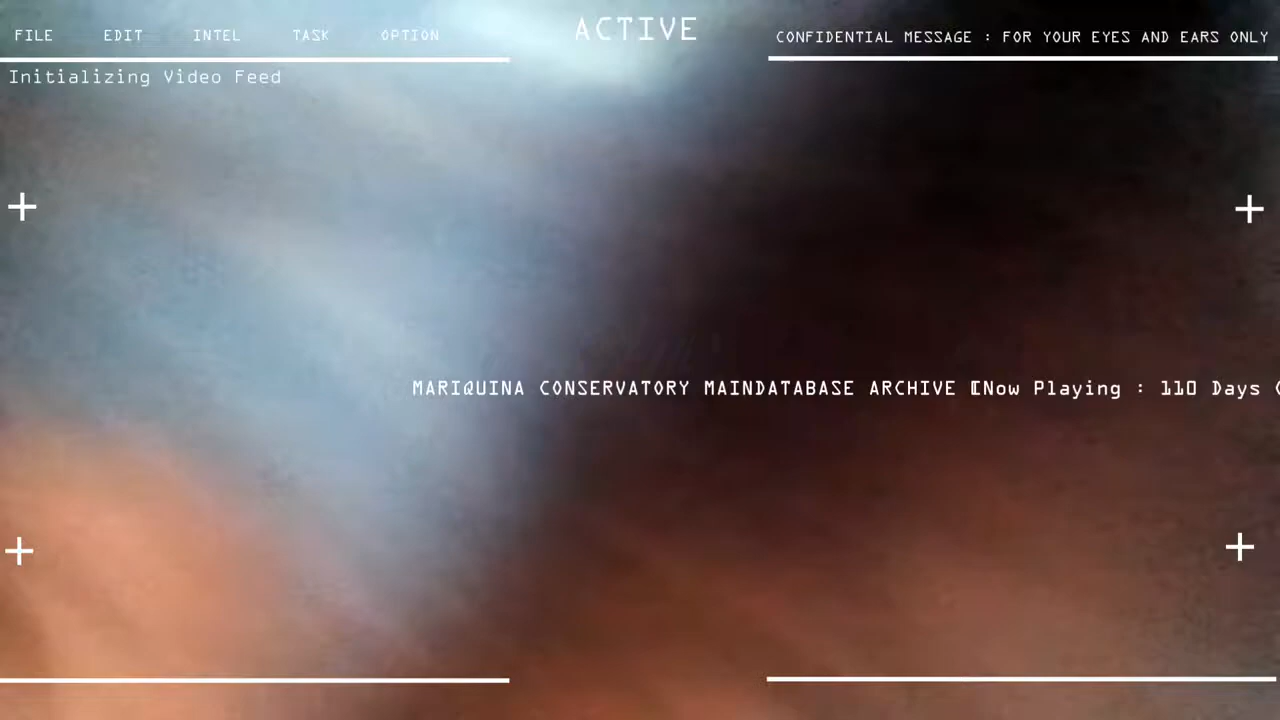 FILE EDIT INTEL TASK OPTION
ACTIVE
CONFIDENTIAL MESSAGE : FOR YOUR EYES AND EARS ONLY
Initializing Video Feed
MARIQUINA CONSERVATORY MAINDATABASE ARCHIVE [Now Playing : 110 Days